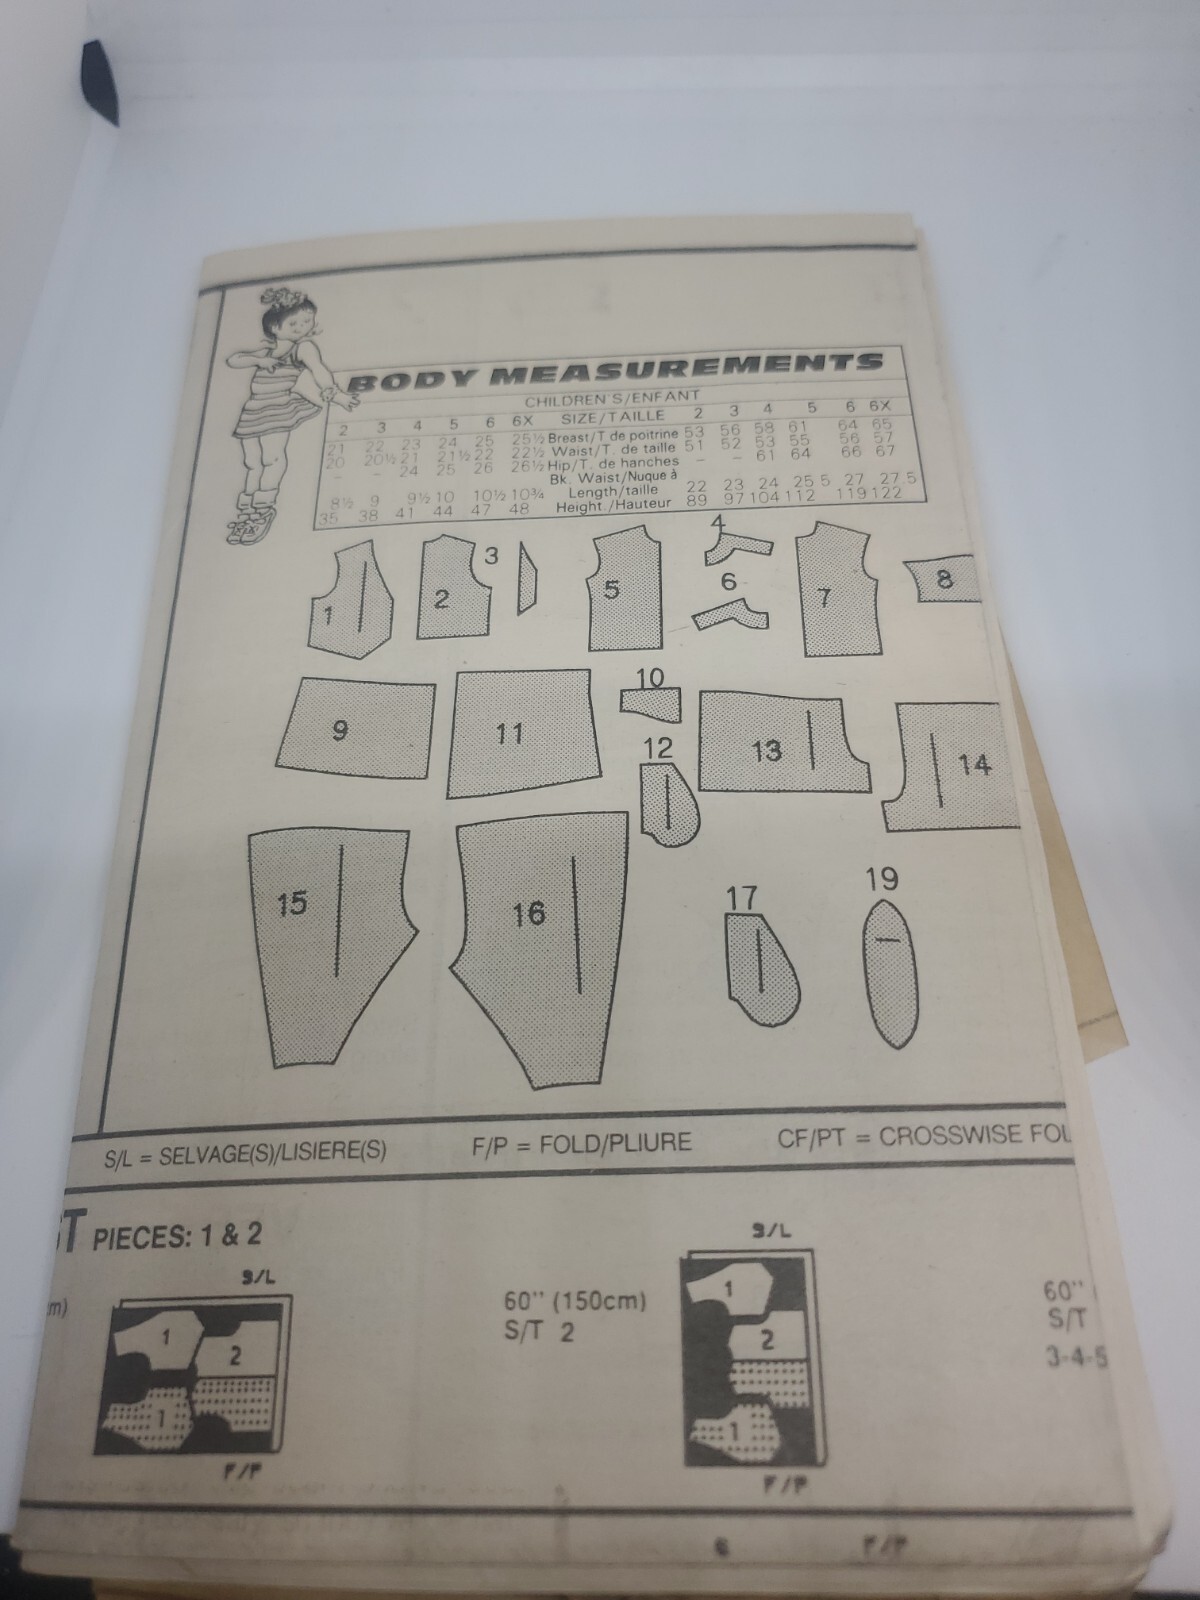 BODY MEASUREMENTS
CHILDREN'S/ENFANT
2 3 4 5 6 6X SIZE/TAILLE 2 3 4 5 6 6X
21 22 23 24 25 25½ Breast/T de poitrine 53 56 58 61 64 65
20 20½ 21 21½ 22 22½ Waist/T. de taille 51 52 53 55 56 57
- - 24 25 26 26½ Hip/T. de hanches - - 61 64 66 67
Bk. Waist/Nuque à
8½ 9 9½ 10 10½ 10¾ Length/taille 22 23 24 25 5 27 27.5
35 38 41 44 47 48 Height./Hauteur 89 97 104 112 119 122
1 2 3 5 4 6 7 8
9 11 10 12 13 14
15 16 17 19
S/L = SELVAGE(S)/LISIERE(S) F/P = FOLD/PLIURE CF/PT = CROSSWISE FOL
T PIECES: 1 & 2
S/L
m)
1
2
1
F/P
60" (150cm)
S/T 2
S/L
1
2
1
F/P
60"
S/T
3-4-5
6 F/P